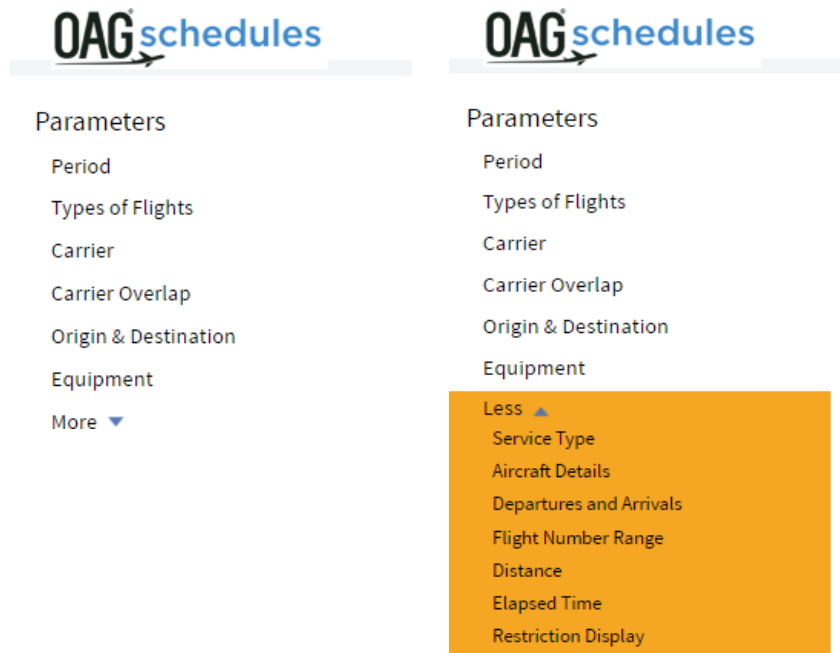 OAG schedules
Parameters
Period
Types of Flights
Carrier
Carrier Overlap
Origin & Destination
Equipment
More
OAG schedules
Parameters
Period
Types of Flights
Carrier
Carrier Overlap
Origin & Destination
Equipment
Less
Service Type
Aircraft Details
Departures and Arrivals
Flight Number Range
Distance
Elapsed Time
Restriction Display